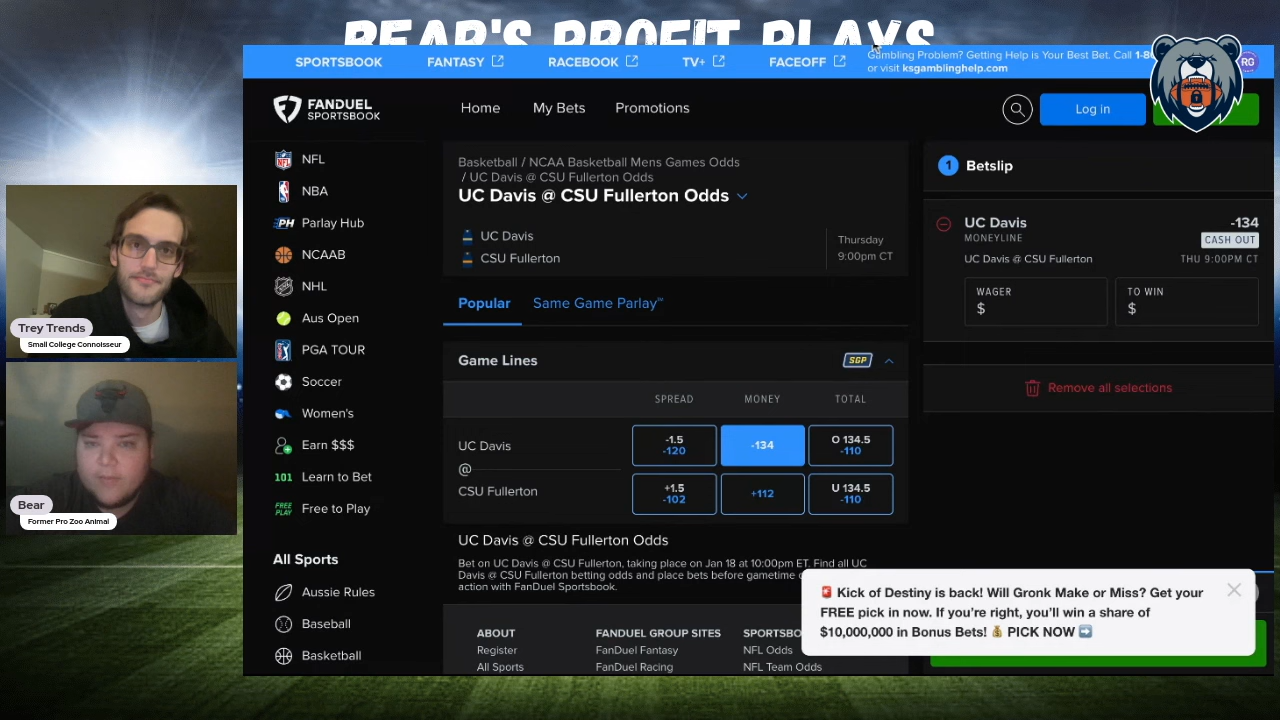 BEAR'S PROFIT PLAYS
SPORTSBOOK FANTASY RACEBOOK TV+ FACEOFF
Gambling Problem? Getting Help is Your Best Bet. Call 1-8
or visit ksgamblinghelp.com
RG
FANDUEL
SPORTSBOOK
Home My Bets Promotions
Log in
NFL
NBA
PH Parlay Hub
NCAAB
NHL
Aus Open
PGA TOUR
Soccer
Women's
Earn $$$
101 Learn to Bet
FREE PLAY Free to Play
All Sports
Aussie Rules
Baseball
Basketball
Basketball / NCAA Basketball Mens Games Odds
/ UC Davis @ CSU Fullerton Odds
UC Davis @ CSU Fullerton Odds
UC Davis
CSU Fullerton
Thursday
9:00pm CT
Popular Same Game Parlay™
Game Lines SGP
SPREAD MONEY TOTAL
UC Davis
-1.5
-120
-134
O 134.5
-110
@
CSU Fullerton
+1.5
-102
+112
U 134.5
-110
UC Davis @ CSU Fullerton Odds
Bet on UC Davis @ CSU Fullerton, taking place on Jan 18 at 10:00pm ET. Find all UC
Davis @ CSU Fullerton betting odds and place bets before gametime
action with FanDuel Sportsbook.
ABOUT
Register
All Sports
FANDUEL GROUP SITES
FanDuel Fantasy
FanDuel Racing
SPORTSBO
NFL Odds
NFL Team Odds
1 Betslip
UC Davis -134
MONEYLINE CASH OUT
UC Davis @ CSU Fullerton THU 9:00PM CT
WAGER
$
TO WIN
$
Remove all selections
🚨 Kick of Destiny is back! Will Gronk Make or Miss? Get your
FREE pick in now. If you're right, you'll win a share of
$10,000,000 in Bonus Bets! 💰 PICK NOW ➡️
Trey Trends
Small College Connoisseur
Bear
Former Pro Zoo Animal